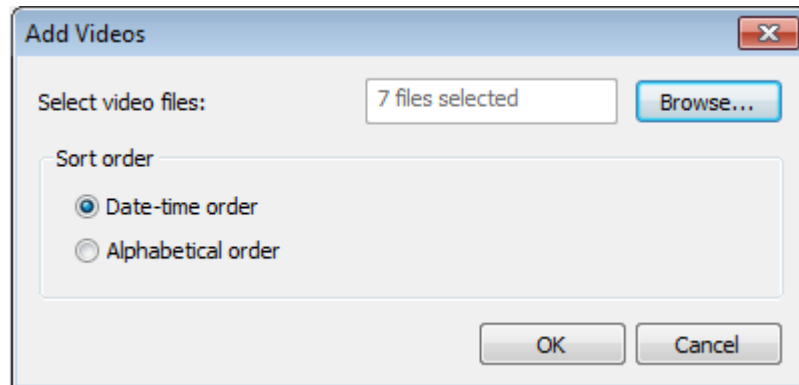 Add Videos
Select video files: 7 files selected Browse...
Sort order
Date-time order
Alphabetical order
OK Cancel